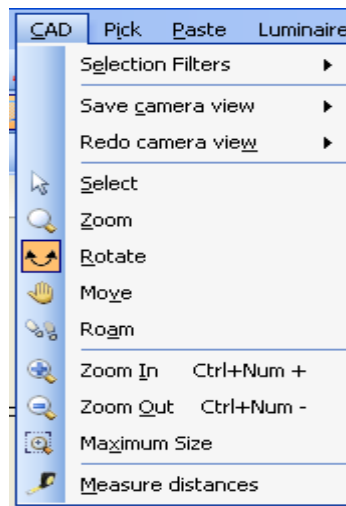 CAD Pick Paste Luminaire
Selection Filters
Save camera view
Redo camera view
Select
Zoom
Rotate
Move
Roam
Zoom In Ctrl+Num +
Zoom Out Ctrl+Num -
Maximum Size
Measure distances